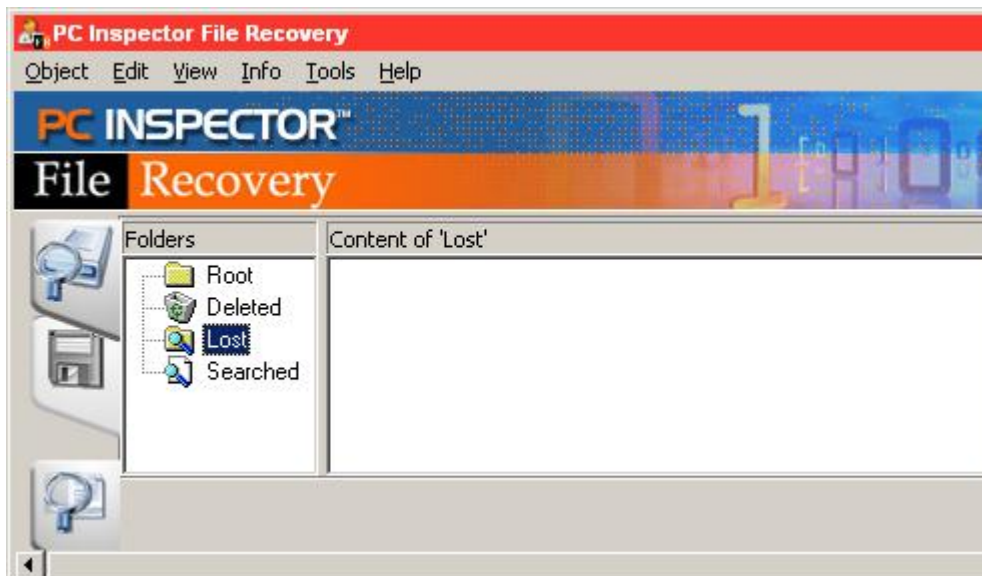 PC Inspector File Recovery
Object Edit View Info Tools Help
PC INSPECTOR™
File Recovery
Folders
Content of 'Lost'
Root
Deleted
Lost
Searched